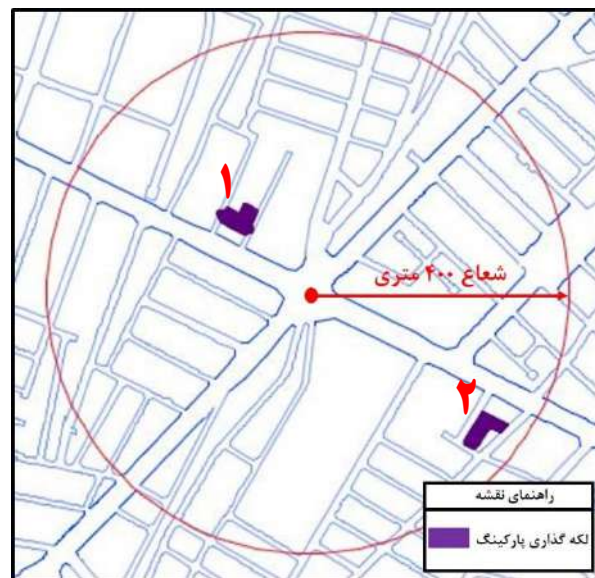 ۱
شعاع ۴۰۰ متری
۲
راهنمای نقشه
لکه گذاری پارکینگ